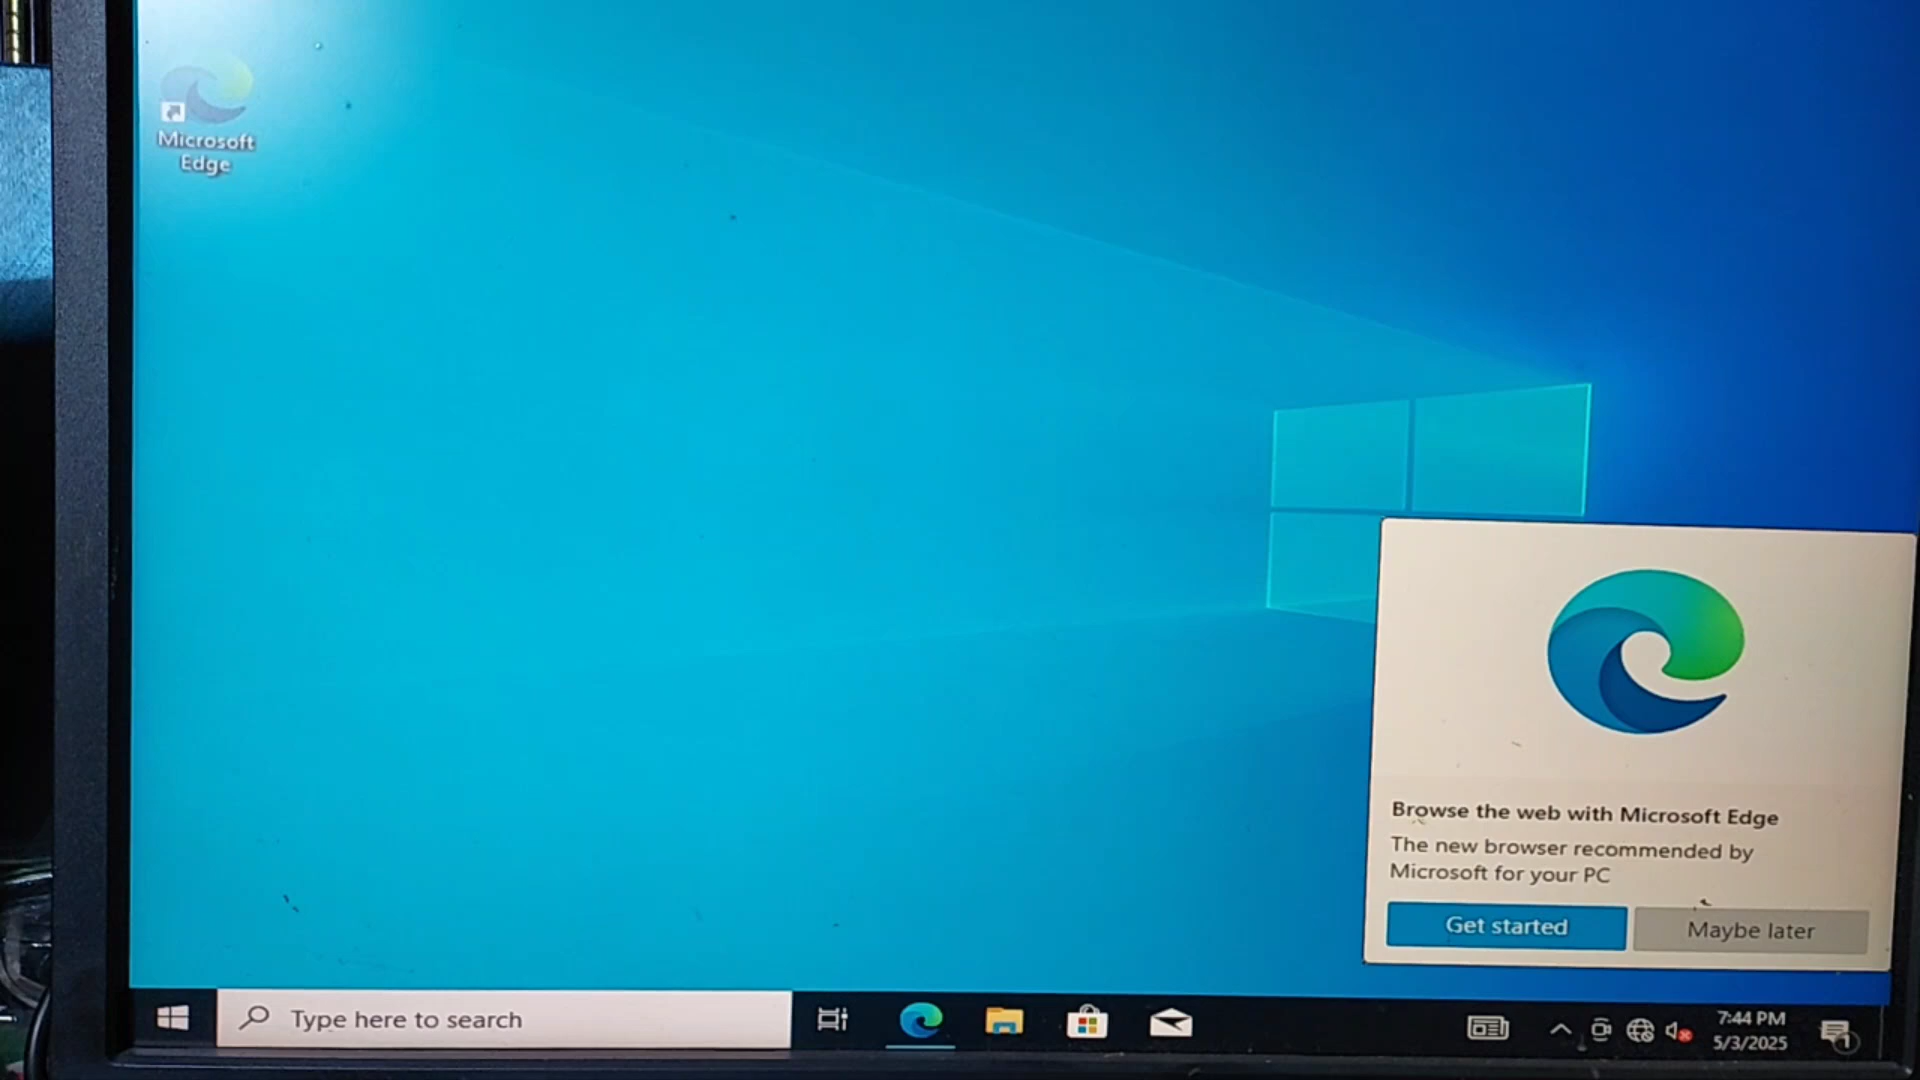 Microsoft
Edge
Browse the web with Microsoft Edge
The new browser recommended by
Microsoft for your PC
Get started
Maybe later
Type here to search
7:44 PM
5/3/2025
1